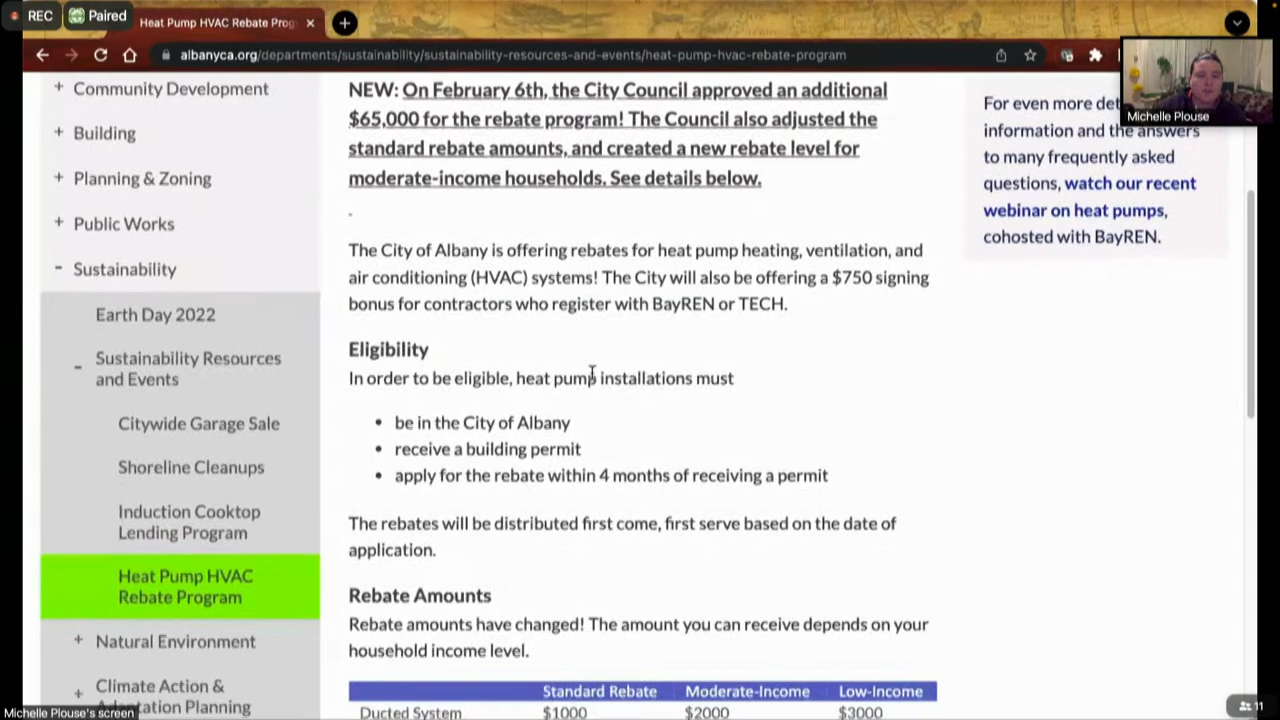 REC
Paired
Heat Pump HVAC Rebate Prog
albanyca.org/departments/sustainability/sustainability-resources-and-events/heat-pump-hvac-rebate-program
Michelle Plouse
+ Community Development
+ Building
+ Planning & Zoning
+ Public Works
- Sustainability
Earth Day 2022
- Sustainability Resources
and Events
Citywide Garage Sale
Shoreline Cleanups
Induction Cooktop
Lending Program
Heat Pump HVAC
Rebate Program
+ Natural Environment
+ Climate Action &
tation Planning
NEW: On February 6th, the City Council approved an additional
$65,000 for the rebate program! The Council also adjusted the
standard rebate amounts, and created a new rebate level for
moderate-income households. See details below.
.
The City of Albany is offering rebates for heat pump heating, ventilation, and
air conditioning (HVAC) systems! The City will also be offering a $750 signing
bonus for contractors who register with BayREN or TECH.
Eligibility
In order to be eligible, heat pump installations must
• be in the City of Albany
• receive a building permit
• apply for the rebate within 4 months of receiving a permit
The rebates will be distributed first come, first serve based on the date of
application.
Rebate Amounts
Rebate amounts have changed! The amount you can receive depends on your
household income level.
Standard Rebate Moderate-Income Low-Income
Ducted System $1000 $2000 $3000
For even more det
information and the answers
to many frequently asked
questions, watch our recent
webinar on heat pumps,
cohosted with BayREN.
Michelle Plouse's screen
11